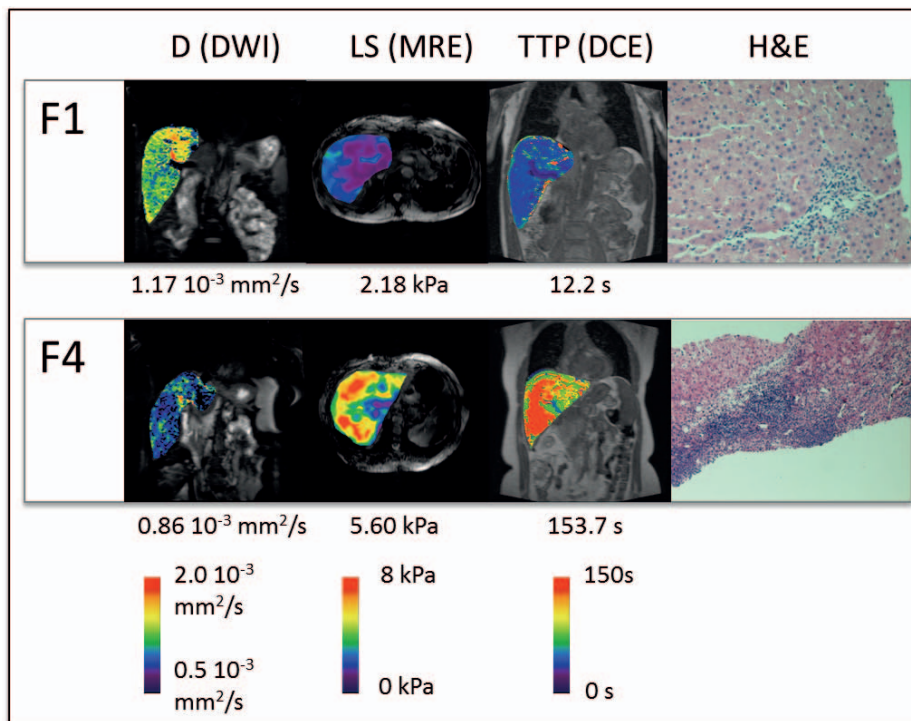 D (DWI) LS (MRE) TTP (DCE) H&E
F1
1.17 10⁻³ mm²/s 2.18 kPa 12.2 s
F4
0.86 10⁻³ mm²/s 5.60 kPa 153.7 s
2.0 10⁻³ 8 kPa 150s
mm²/s
0.5 10⁻³
mm²/s 0 kPa 0 s